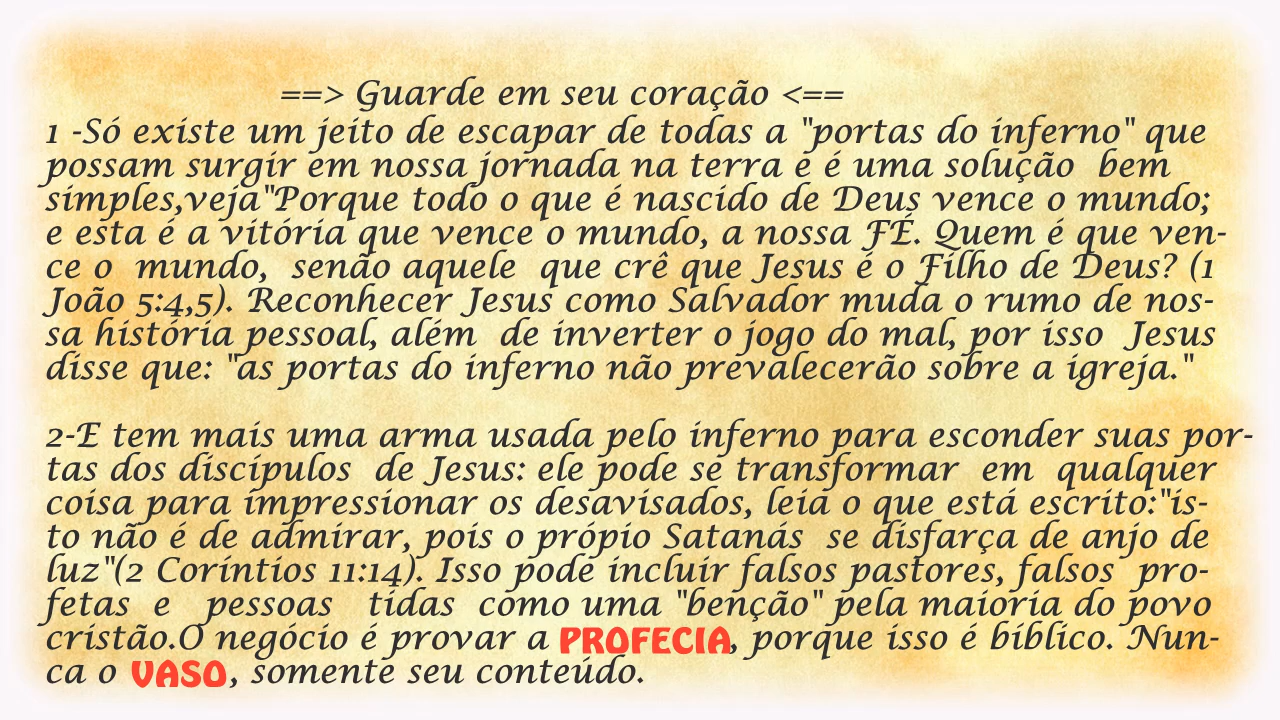 ==> Guarde em seu coração <==
1 -Só existe um jeito de escapar de todas a "portas do inferno" que
possam surgir em nossa jornada na terra e é uma solução bem
simples,veja"Porque todo o que é nascido de Deus vence o mundo;
e esta é a vitória que vence o mundo, a nossa FÉ. Quem é que ven-
ce o mundo, senão aquele que crê que Jesus é o Filho de Deus? (1
João 5:4,5). Reconhecer Jesus como Salvador muda o rumo de nos-
sa história pessoal, além de inverter o jogo do mal, por isso Jesus
disse que: "as portas do inferno não prevalecerão sobre a igreja."
2-E tem mais uma arma usada pelo inferno para esconder suas por-
tas dos discípulos de Jesus: ele pode se transformar em qualquer
coisa para impressionar os desavisados, leia o que está escrito:"is-
to não é de admirar, pois o própio Satanás se disfarça de anjo de
luz"(2 Coríntios 11:14). Isso pode incluir falsos pastores, falsos pro-
fetas e pessoas tidas como uma "benção" pela maioria do povo
cristão.O negócio é provar a PROFECIA, porque isso é bíblico. Nun-
ca o VASO, somente seu conteúdo.